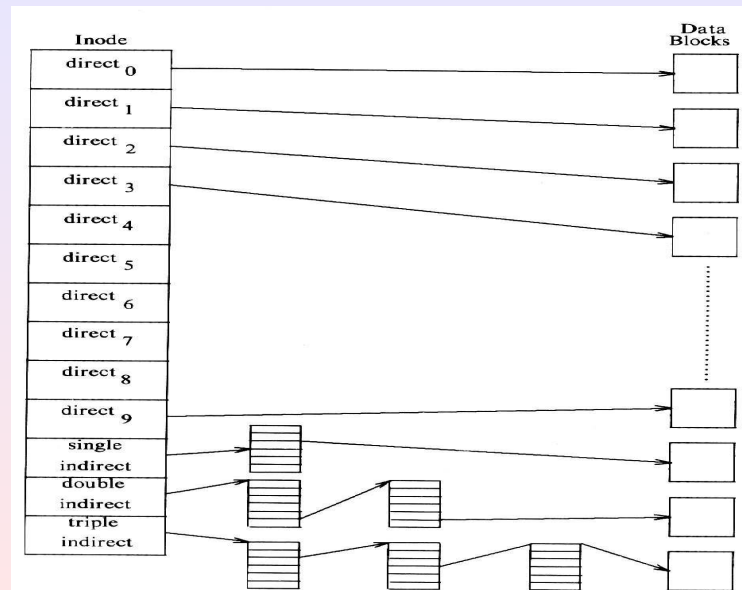 Inode
Data
Blocks
direct 0
direct 1
direct 2
direct 3
direct 4
direct 5
direct 6
direct 7
direct 8
direct 9
single
indirect
double
indirect
triple
indirect